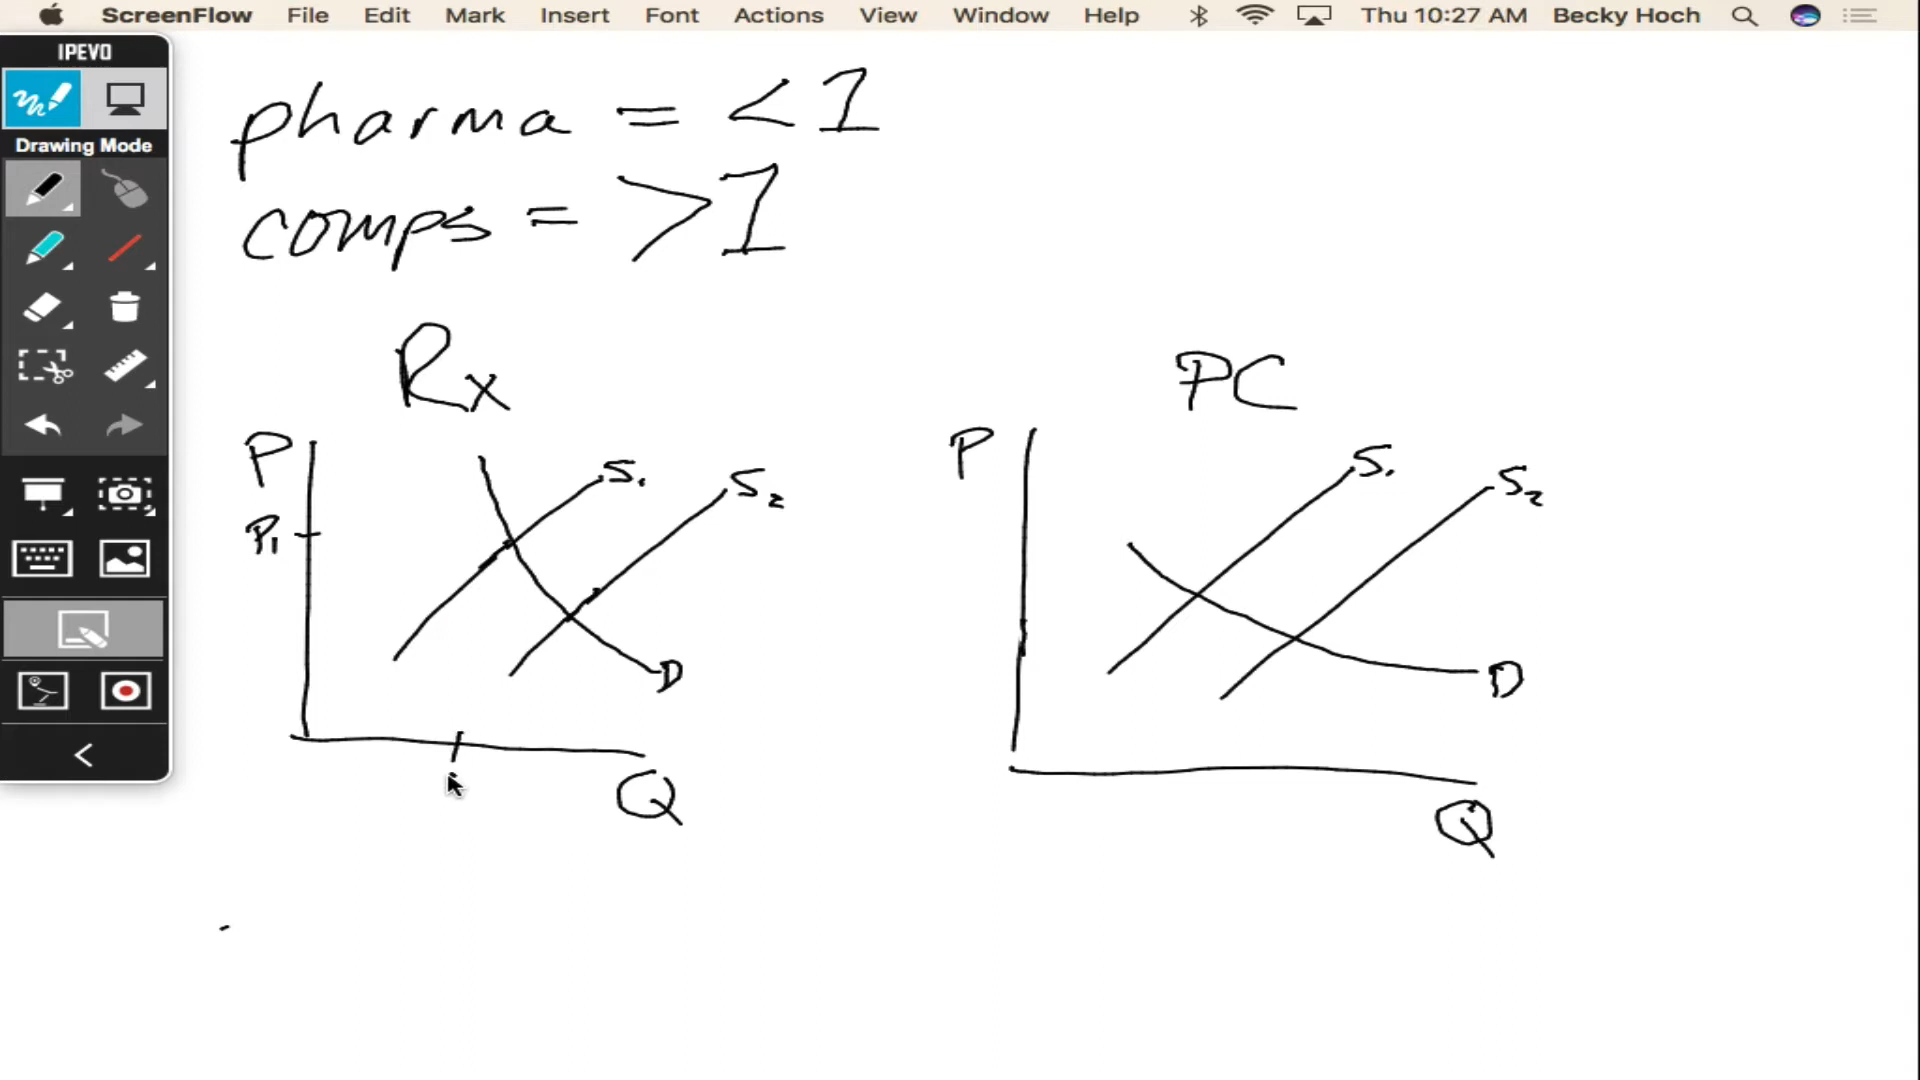 ScreenFlow File Edit Mark Insert Font Actions View Window Help Thu 10:27 AM Becky Hoch
IPEVO
Drawing Mode
pharma = <1
comps = >1
Rx
P
P1
S1
S2
D
Q
PC
P
S1
S2
D
Q